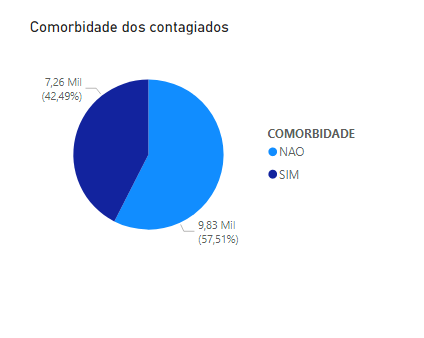 Comorbidade dos contagiados
7,26 Mil
(42,49%)
COMORBIDADE
NAO
SIM
9,83 Mil
(57,51%)